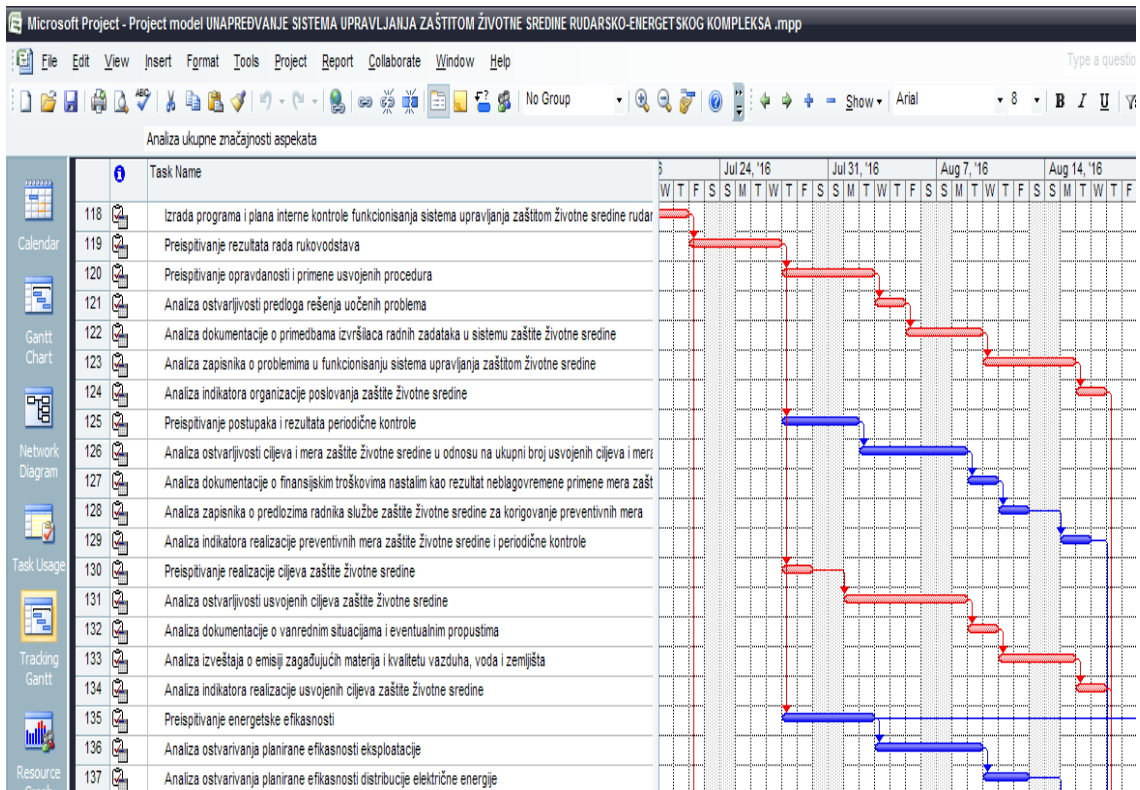 Microsoft Project - Project model UNAPREĐVANJE SISTEMA UPRAVLJANJA ZAŠTITOM ŽIVOTNE SREDINE RUDARSKO-ENERGETSKOG KOMPLEKSA .mpp
File Edit View Insert Format Tools Project Report Collaborate Window Help Type a questio
ABC No Group Show Arial 8 B I U
Analiza ukupne značajnosti aspekata
Task Name 6 Jul 24, '16 Jul 31, '16 Aug 7, '16 Aug 14, '16
W T F S S M T W T F S S M T W T F S S M T W T F S S M T W T F
118 Izrada programa i plana interne kontrole funkcionisanja sistema upravljanja zaštitom životne sredine rudar
Calendar
119 Preispitivanje rezultata rada rukovodstava
120 Preispitivanje opravdanosti i primene usvojenih procedura
121 Analiza ostvarljivosti predloga rešenja uočenih problema
Gantt
Chart
122 Analiza dokumentacije o primedbama izvršilaca radnih zadataka u sistemu zaštite životne sredine
123 Analiza zapisnika o problemima u funkcionisanju sistema upravljanja zaštitom životne sredine
124 Analiza indikatora organizacije poslovanja zaštite životne sredine
125 Preispitivanje postupaka i rezultata periodične kontrole
Network
Diagram
126 Analiza ostvarljivosti ciljeva i mera zaštite životne sredine u odnosu na ukupni broj usvojenih ciljeva i mera
127 Analiza dokumentacije o finansijskim troškovima nastalim kao rezultat neblagovremene primene mera zašt
128 Analiza zapisnika o predlozima radnika službe zaštite životne sredine za korigovanje preventivnih mera
129 Analiza indikatora realizacije preventivnih mera zaštite životne sredine i periodične kontrole
Task Usage
130 Preispitivanje realizacije ciljeva zaštite životne sredine
131 Analiza ostvarljivosti usvojenih ciljeva zaštite životne sredine
132 Analiza dokumentacije o vanrednim situacijama i eventualnim propustima
Tracking
Gantt
133 Analiza izveštaja o emisiji zagađujućih materija i kvalitetu vazduha, voda i zemljišta
134 Analiza indikatora realizacije usvojenih ciljeva zaštite životne sredine
135 Preispitivanje energetske efikasnosti
136 Analiza ostvarivanja planirane efikasnosti eksploatacije
Resource
137 Analiza ostvarivanja planirane efikasnosti distribucije električne energije